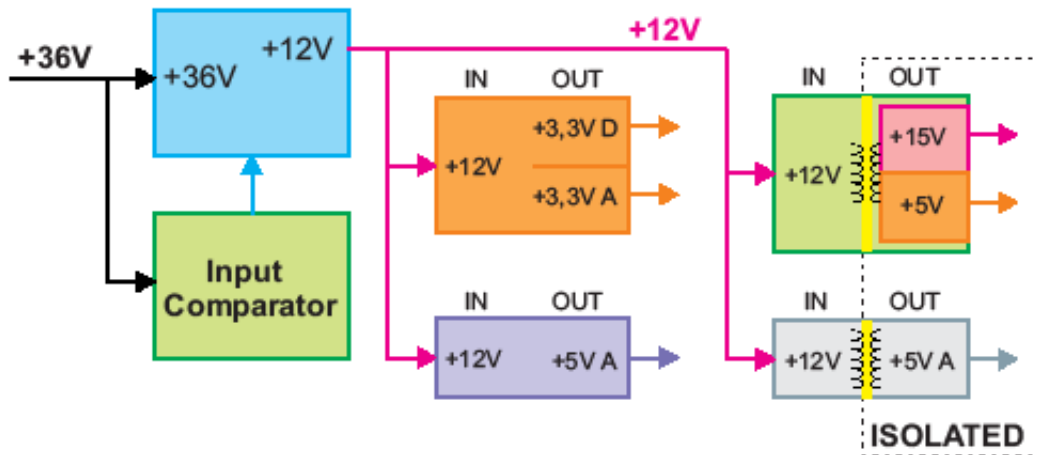 +36V
+36V
+12V
Input
Comparator
+12V
IN OUT
+12V
+3,3V D
+3,3V A
IN OUT
+12V +5V A
IN OUT
+12V
+15V
+5V
IN OUT
+12V +5V A
ISOLATED